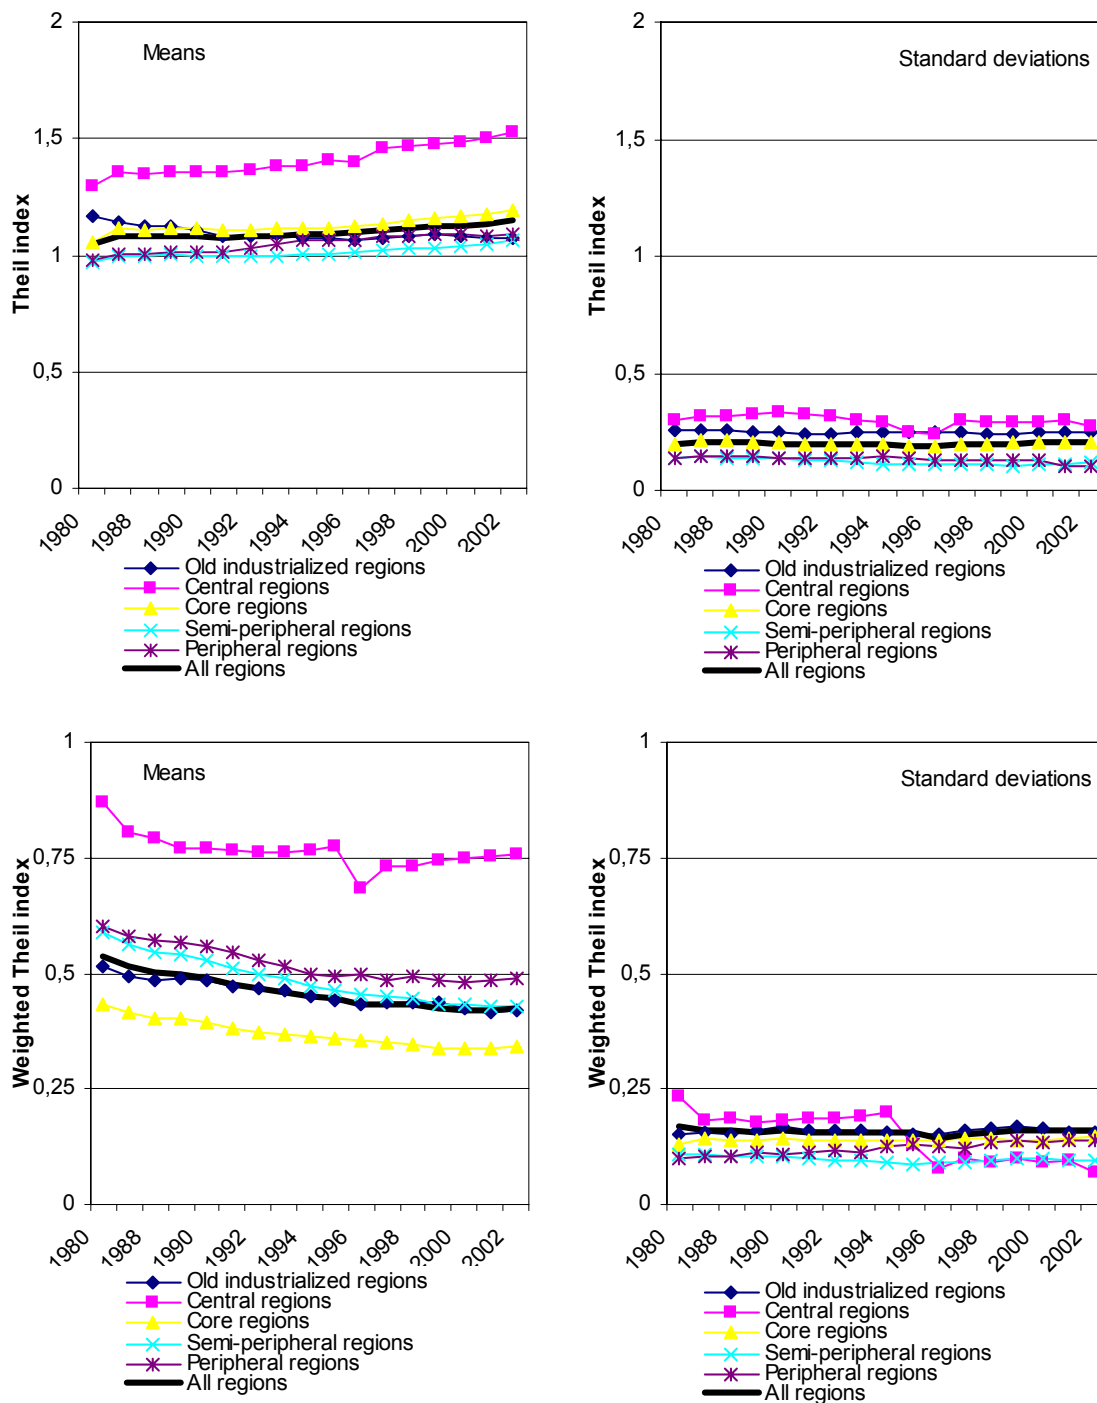 Means
Theil index
2
1,5
1
0,5
0
1980
1988
1990
1992
1994
1996
1998
2000
2002
Old industrialized regions
Central regions
Core regions
Semi-peripheral regions
Peripheral regions
All regions
Standard deviations
Theil index
2
1,5
1
0,5
0
1980
1988
1990
1992
1994
1996
1998
2000
2002
Old industrialized regions
Central regions
Core regions
Semi-peripheral regions
Peripheral regions
All regions
Means
Weighted Theil index
1
0,75
0,5
0,25
0
1980
1988
1990
1992
1994
1996
1998
2000
2002
Old industrialized regions
Central regions
Core regions
Semi-peripheral regions
Peripheral regions
All regions
Standard deviations
Weighted Theil index
1
0,75
0,5
0,25
0
1980
1988
1990
1992
1994
1996
1998
2000
2002
Old industrialized regions
Central regions
Core regions
Semi-peripheral regions
Peripheral regions
All regions